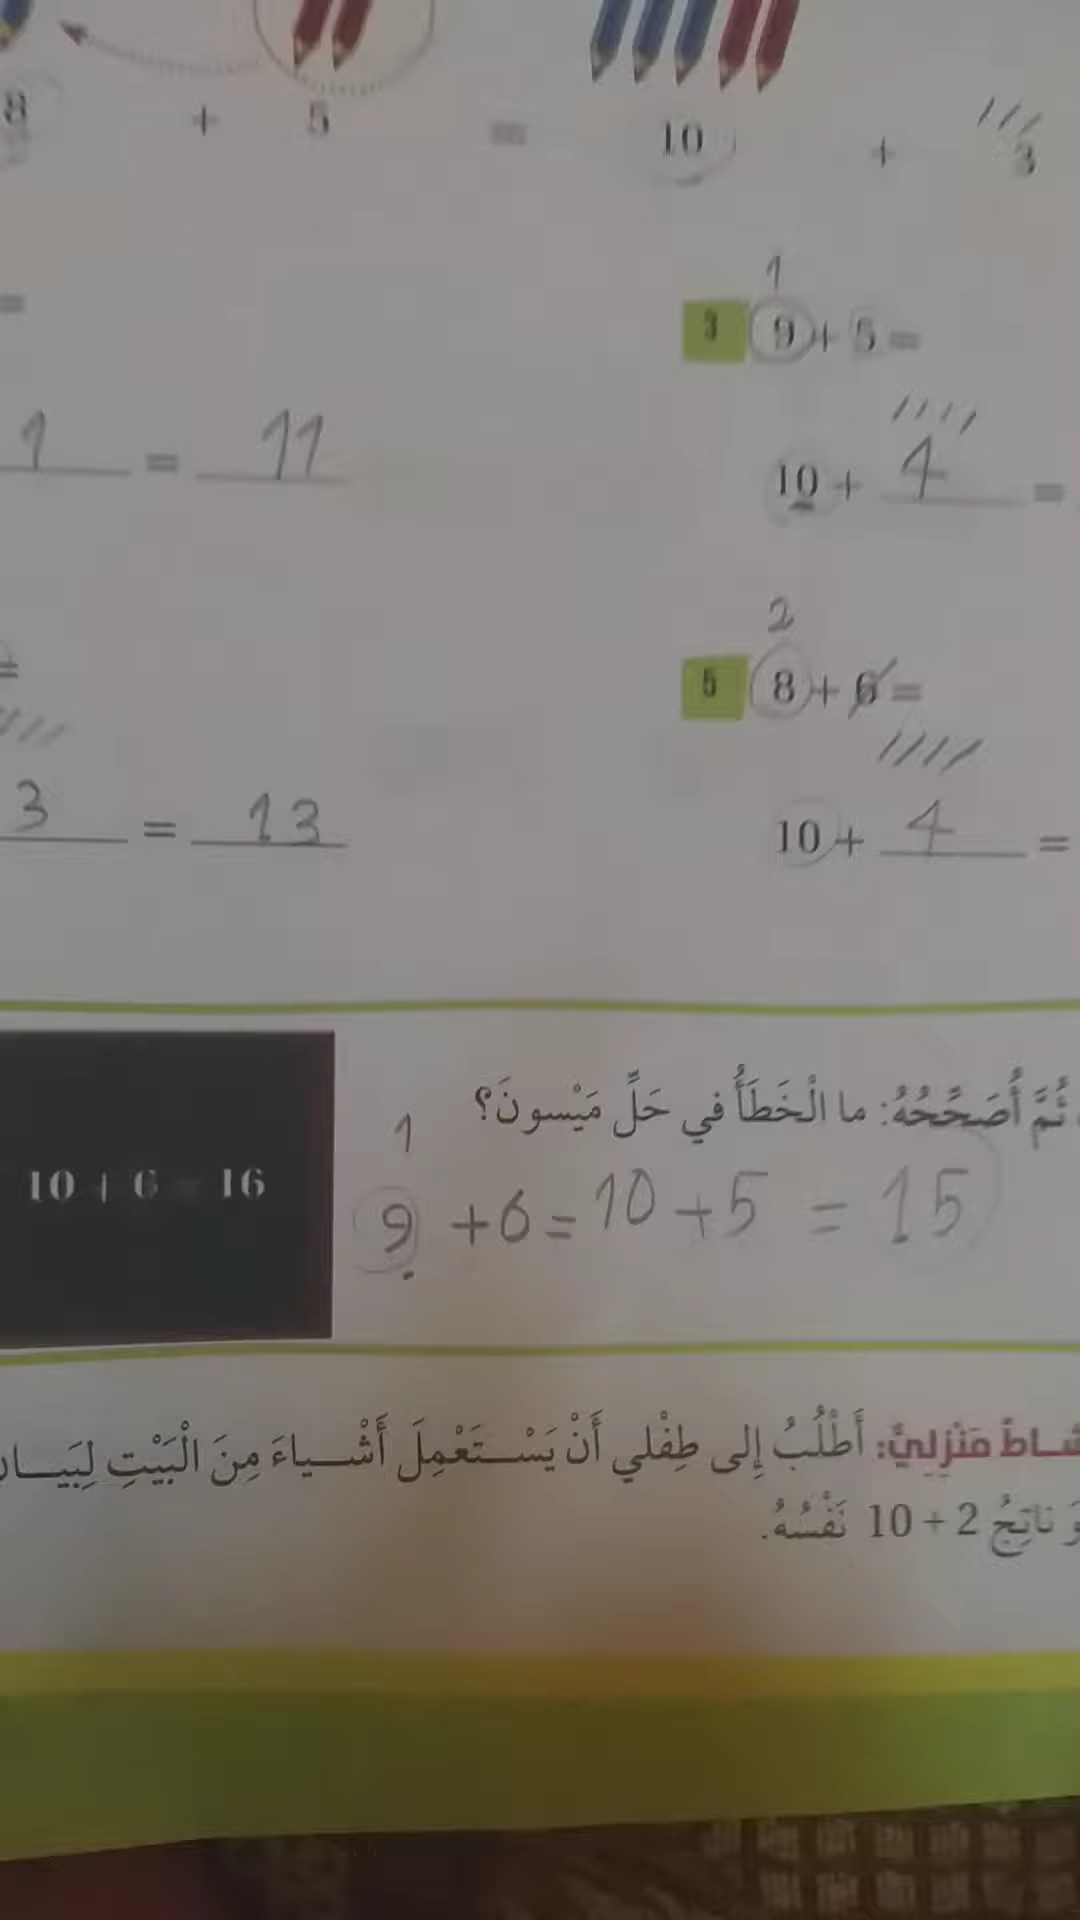 8 + 5 = 10 + 3
1
= 3 9 + 5 =
1 = 11 10 + 4 =
2
= 5 8 + 6 =
3 = 13 10 + 4 =
ثُمَّ أُصَحِّحُهُ: ما الْخَطَأُ في حَلِّ مَيْسونَ؟
1
10 + 6 = 16 9 + 6 = 10 + 5 = 15
أَطْلُبُ إِلى طِفْلي أَنْ يَسْتَعْمِلَ أَشْياءَ مِنَ الْبَيْتِ
ناتِجُ 10 + 2 نَفْسُهُ.